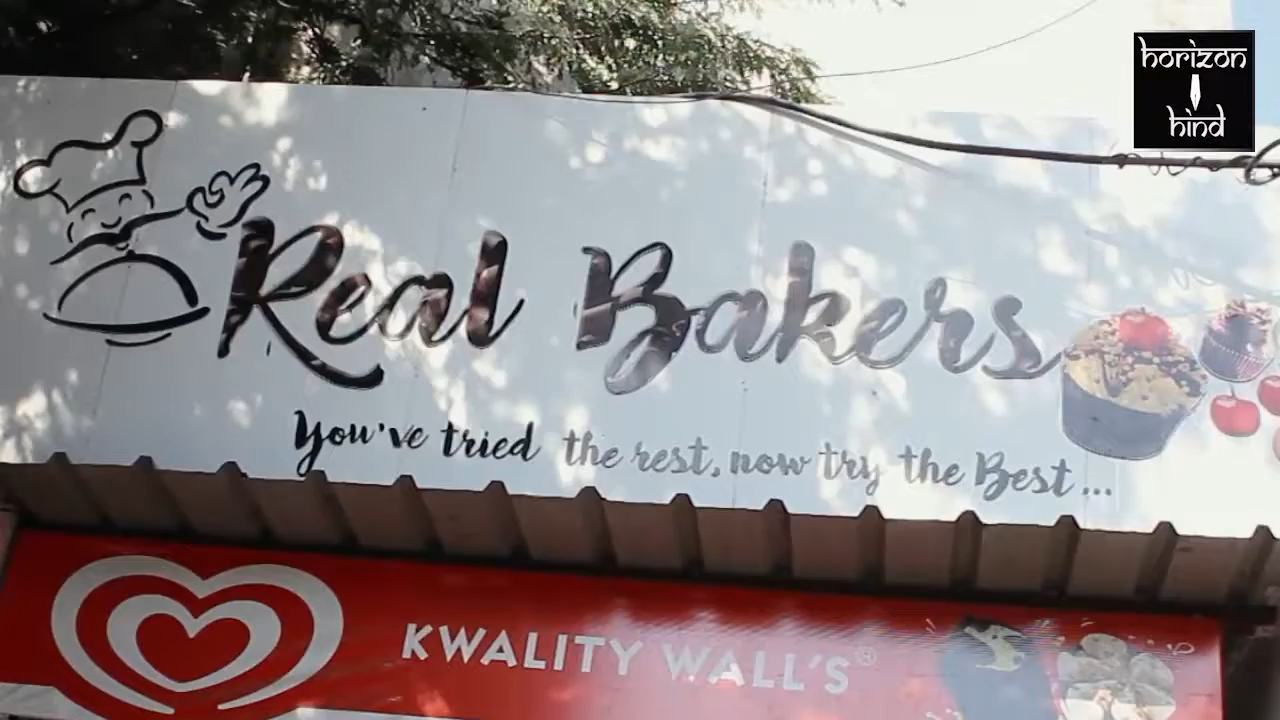 horizon
hind
Real Bakers
You've tried the rest, now try the Best...
KWALITY WALL'S®